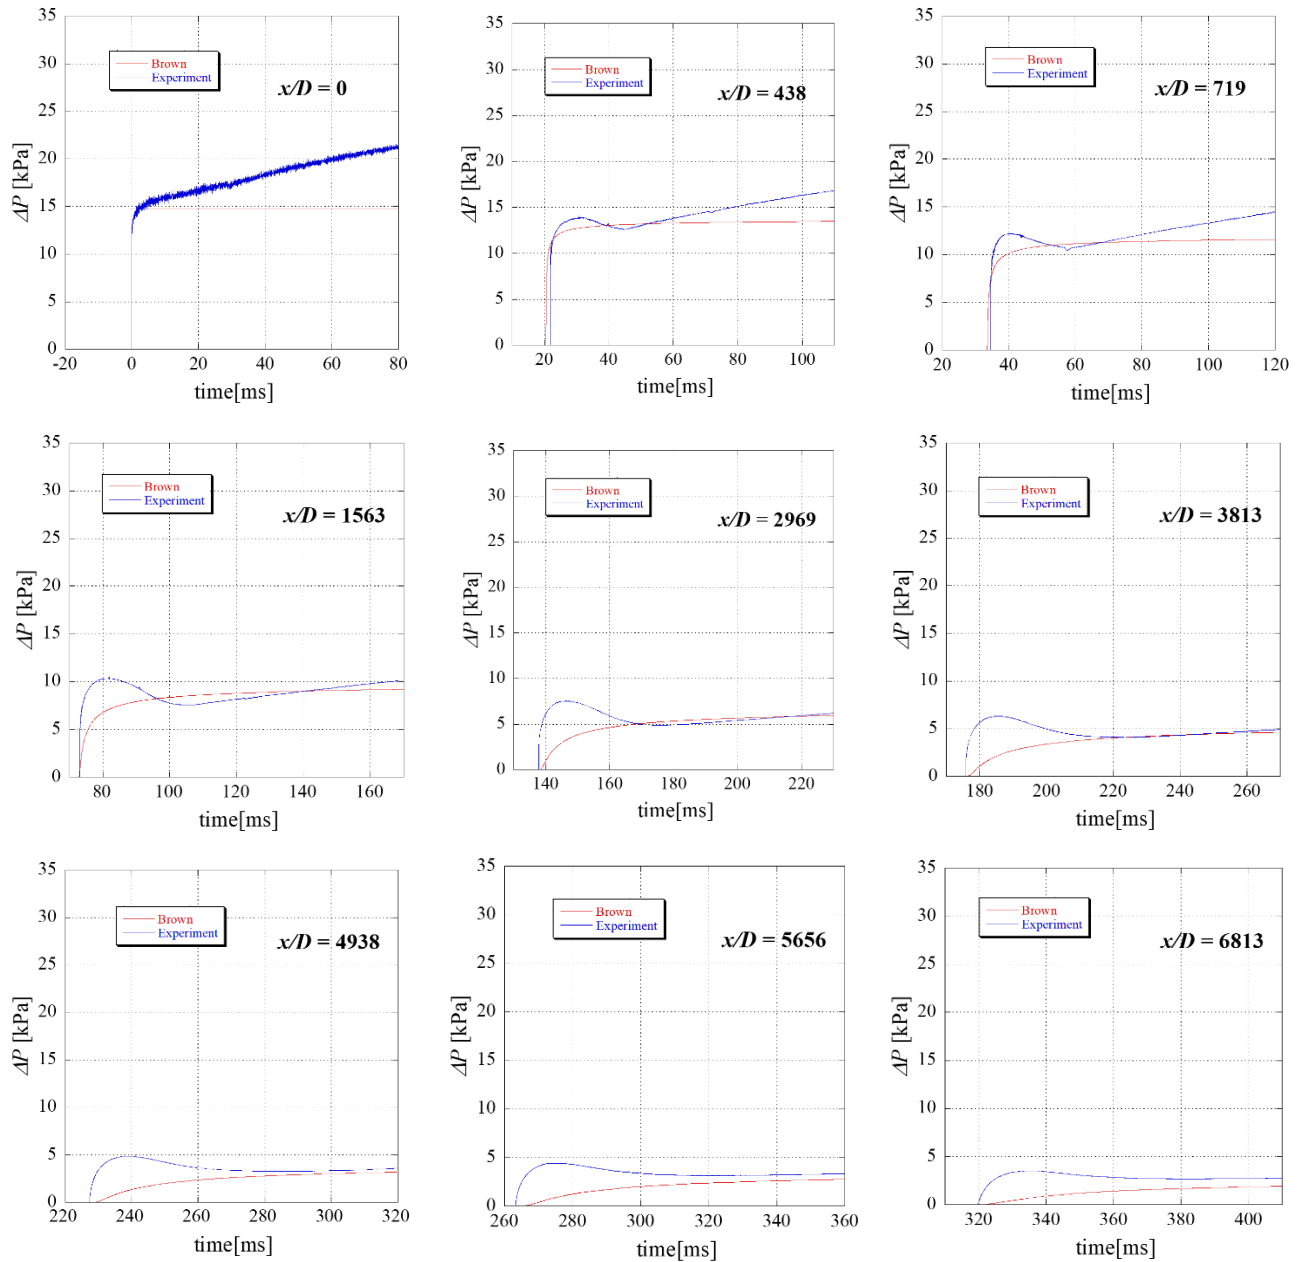 35
30
25
20
15
10
5
0
ΔP [kPa]
Brown
Experiment
x/D = 0
-20 0 20 40 60 80
time[ms]
35
30
25
20
15
10
5
0
ΔP [kPa]
Brown
Experiment
x/D = 438
20 40 60 80 100
time[ms]
35
30
25
20
15
10
5
0
ΔP [kPa]
Brown
Experiment
x/D = 719
20 40 60 80 100 120
time[ms]
35
30
25
20
15
10
5
0
ΔP [kPa]
Brown
Experiment
x/D = 1563
80 100 120 140 160
time[ms]
35
30
25
20
15
10
5
0
ΔP [kPa]
Brown
Experiment
x/D = 2969
140 160 180 200 220
time[ms]
35
30
25
20
15
10
5
0
ΔP [kPa]
Brown
Experiment
x/D = 3813
180 200 220 240 260
time[ms]
35
30
25
20
15
10
5
0
ΔP [kPa]
Brown
Experiment
x/D = 4938
220 240 260 280 300 320
time[ms]
35
30
25
20
15
10
5
0
ΔP [kPa]
Brown
Experiment
x/D = 5656
260 280 300 320 340 360
time[ms]
35
30
25
20
15
10
5
0
ΔP [kPa]
Brown
Experiment
x/D = 6813
320 340 360 380 400
time[ms]